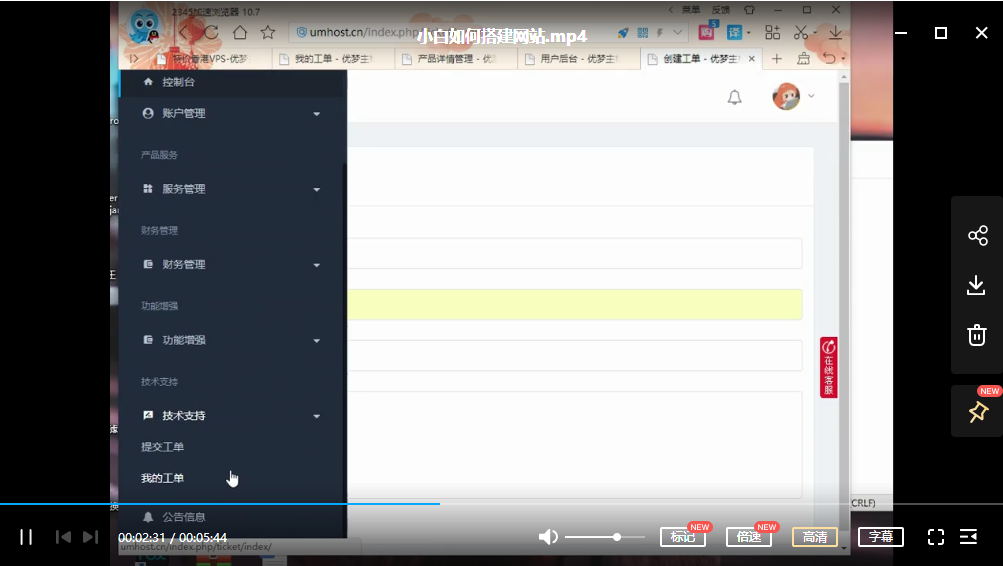 2345加速浏览器 10.7
菜单 反馈
5
umhost.cn/index.php
小白如何搭建网站.mp4
购 译
特价香港VPS-优梦
我的工单 - 优梦主
产品详情管理 - 优
用户后台 - 优梦主
创建工单 - 优梦主
控制台
账户管理
产品服务
服务管理
财务管理
财务管理
功能增强
功能增强
技术支持
技术支持
提交工单
我的工单
公告信息
在线客服
NEW
CRLF)
00:02:31 / 00:05:44
标记 NEW
倍速 NEW
高清
字幕
umhost.cn/index.php/ticket/index/